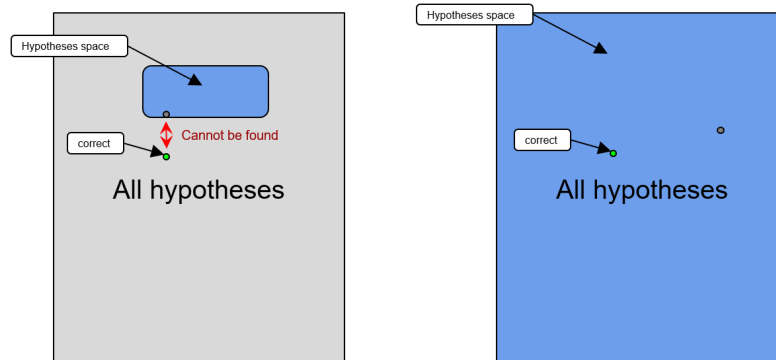 Hypotheses space
correct
Cannot be found
All hypotheses
Hypotheses space
correct
All hypotheses